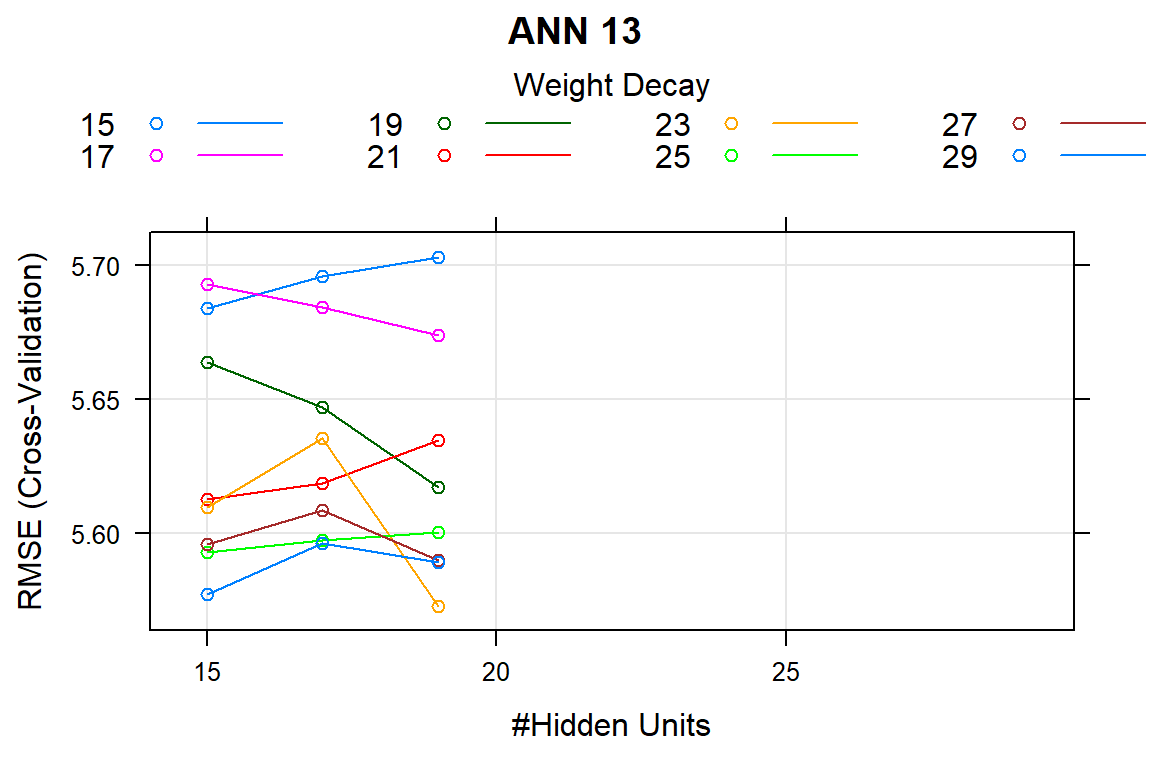 ANN 13
Weight Decay
15 19 23 27
17 21 25 29
RMSE (Cross-Validation)
5.70
5.65
5.60
15 20 25
#Hidden Units